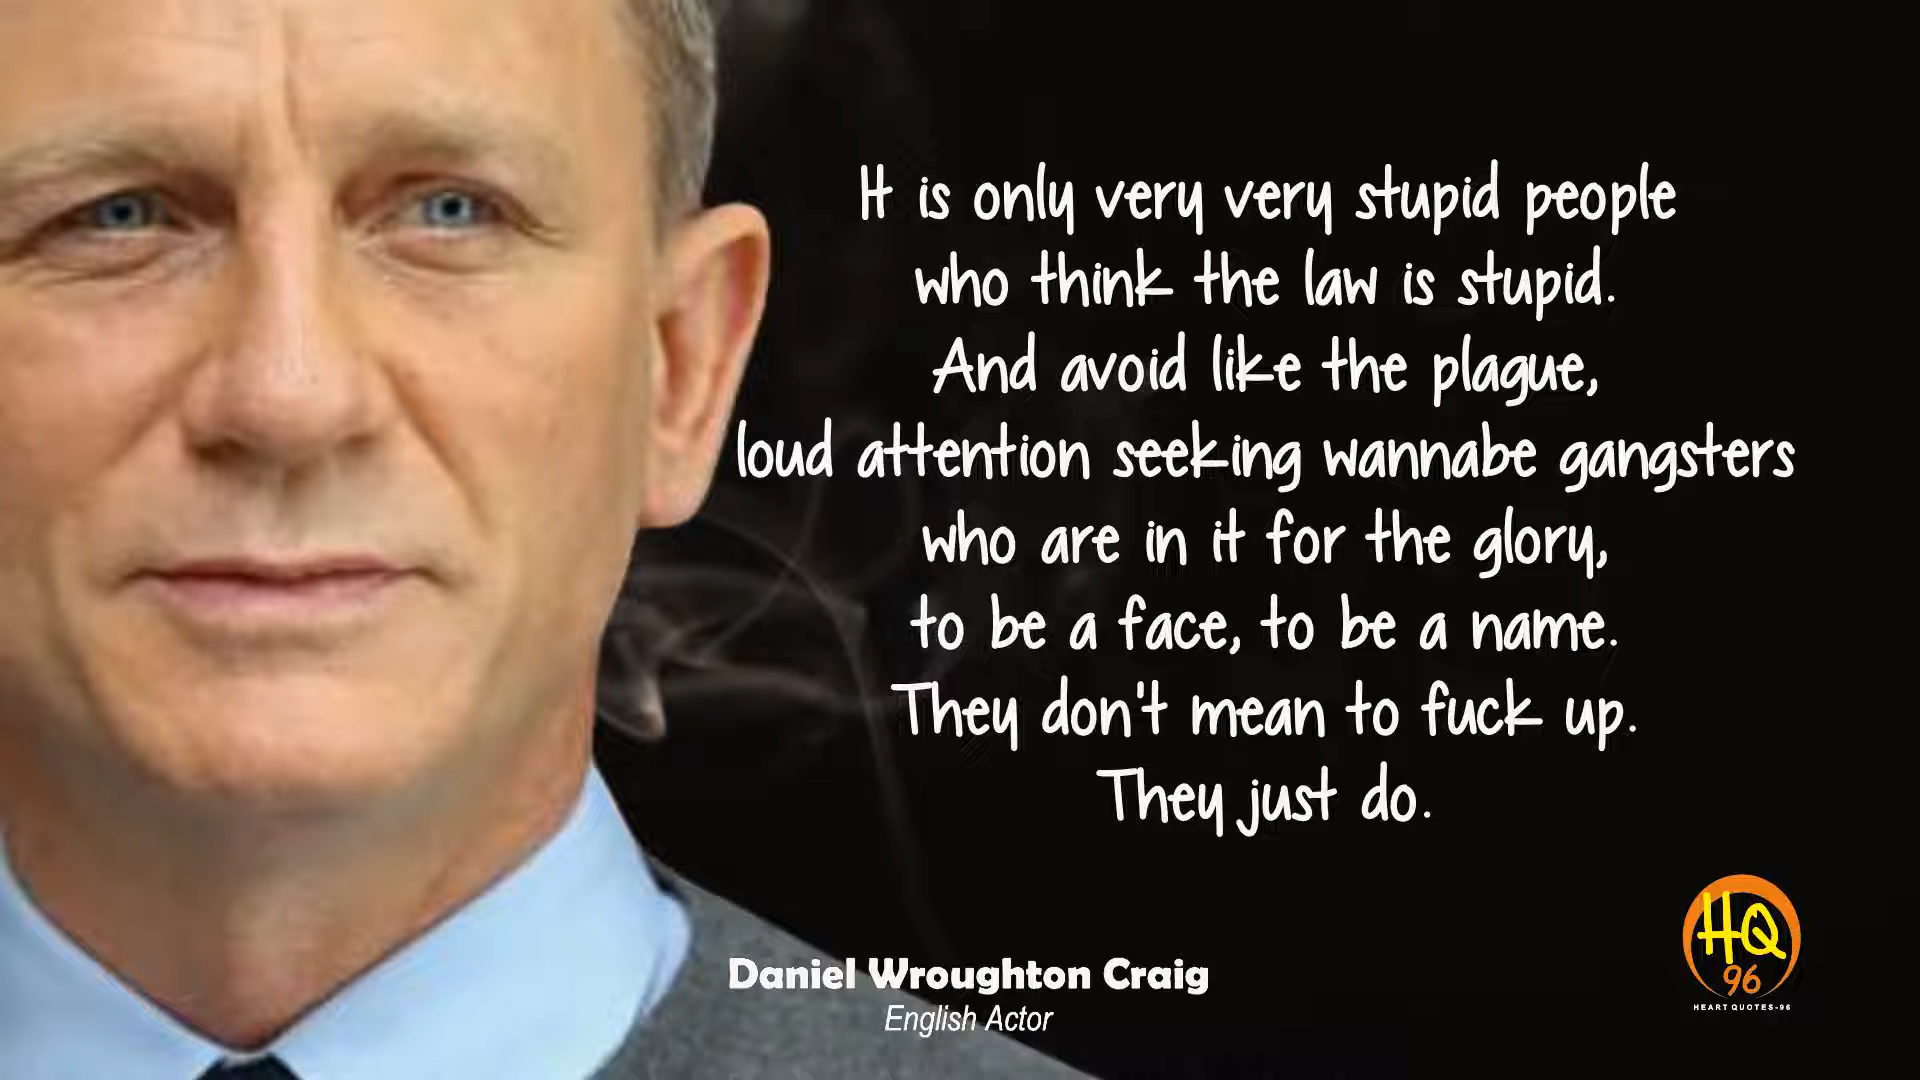 It is only very very stupid people
who think the law is stupid.
And avoid like the plague,
loud attention seeking wannabe gangsters
who are in it for the glory,
to be a face, to be a name.
They don't mean to fuck up.
They just do.
Daniel Wroughton Craig
English Actor
HQ
96
HEART QUOTES-96